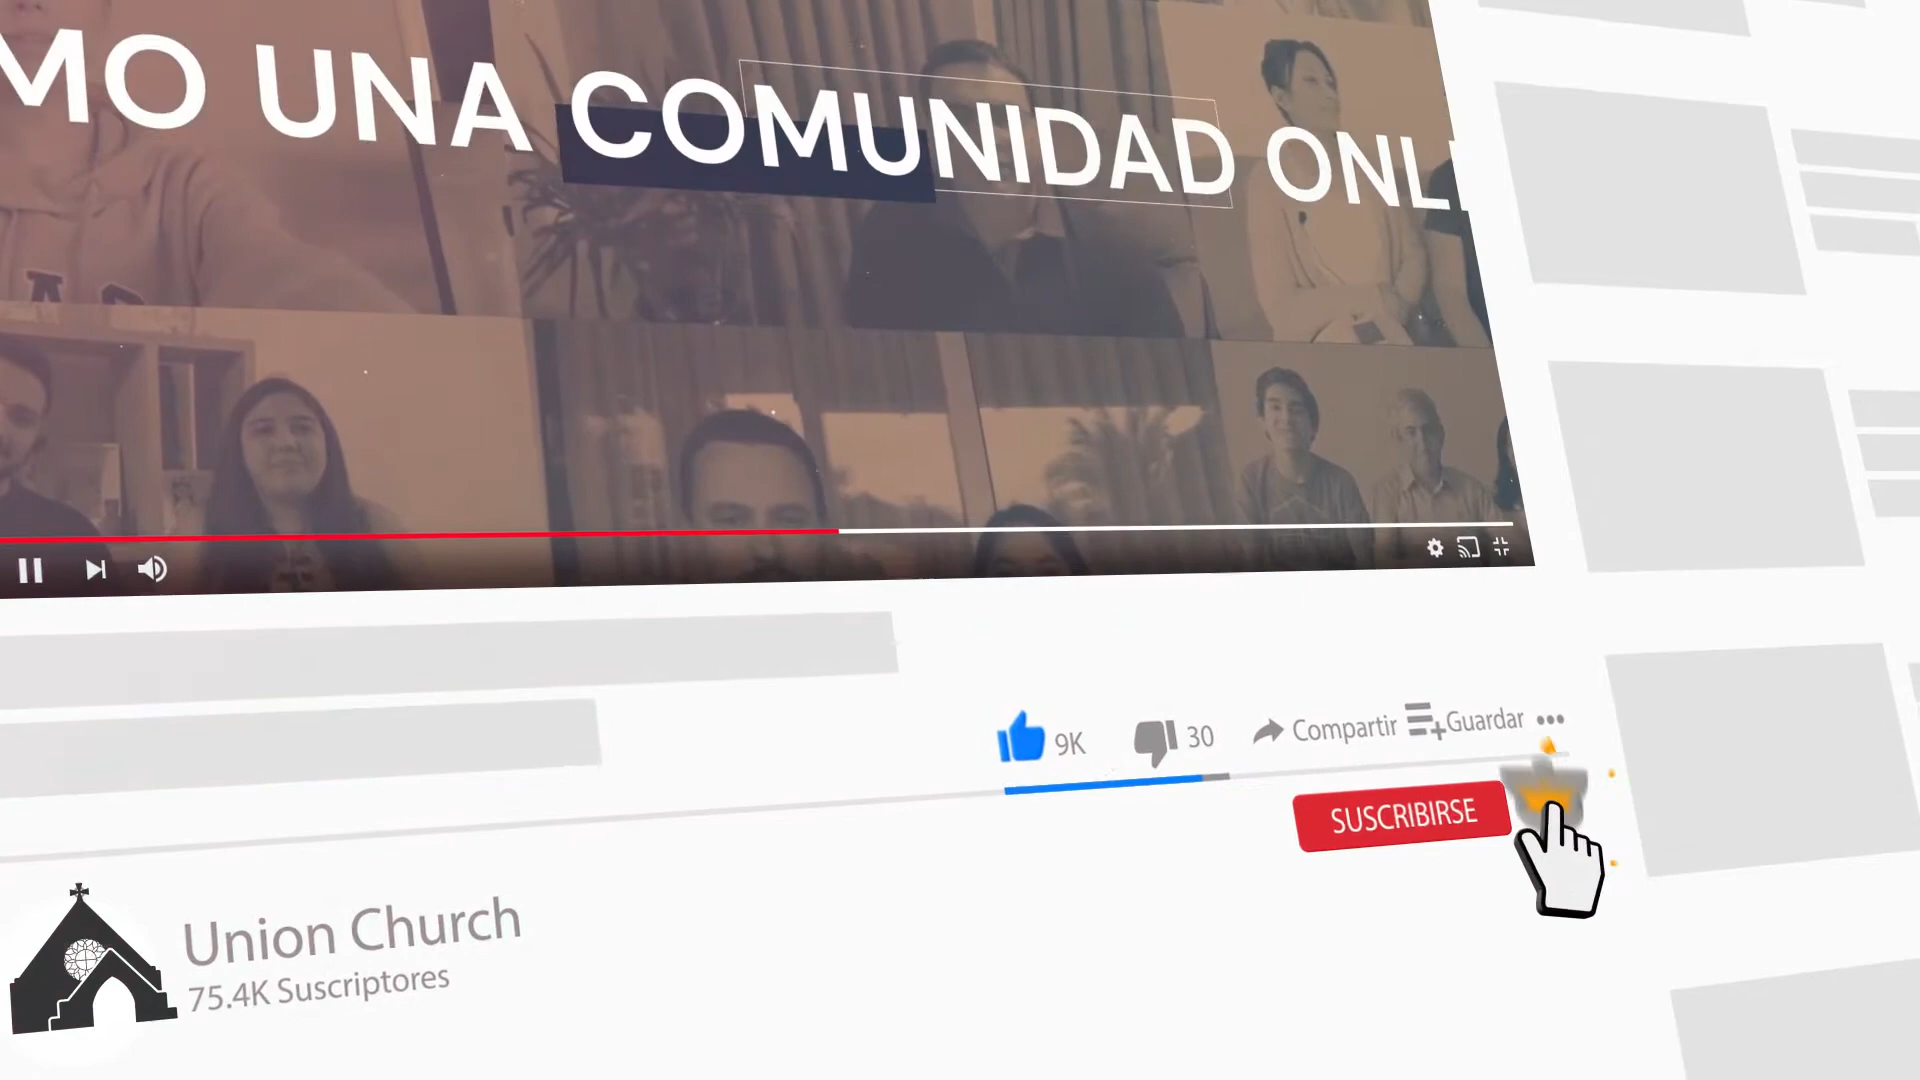 MO UNA COMUNIDAD ONL
9K
30
Compartir
Guardar
SUSCRIBIRSE
Union Church
75.4K Suscriptores